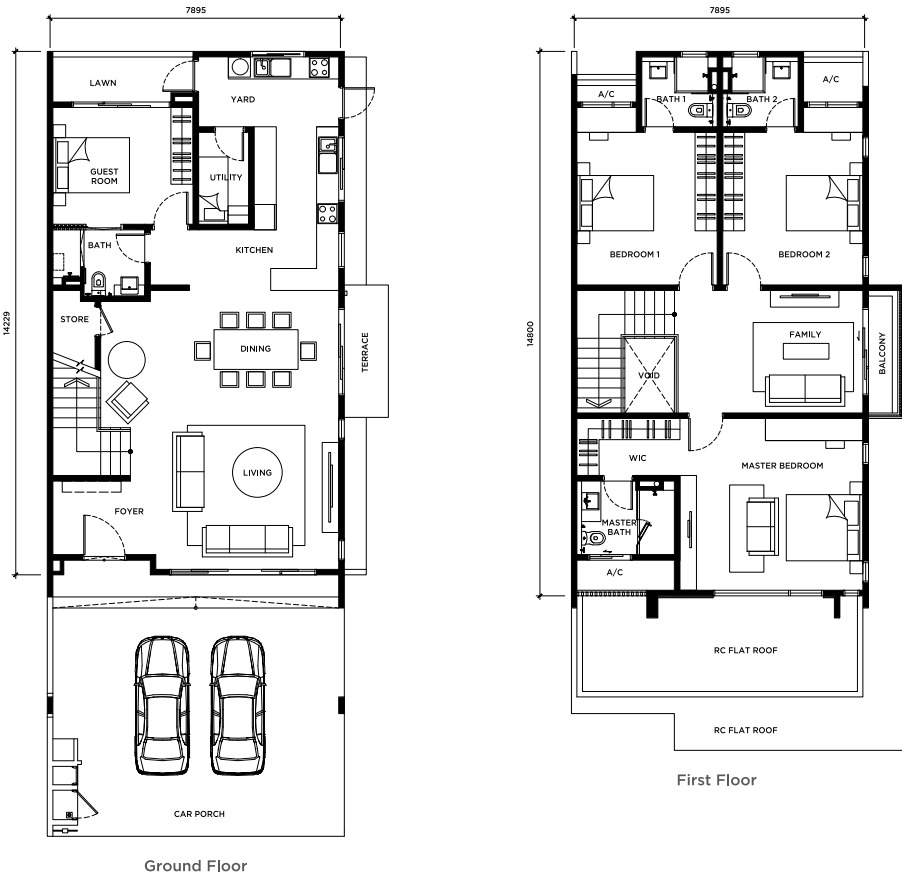 7895
14229
LAWN
YARD
GUEST
ROOM
UTILITY
BATH
KITCHEN
STORE
DINING
TERRACE
LIVING
FOYER
CAR PORCH
Ground Floor
7895
14800
A/C
A/C
BATH 1
BATH 2
BEDROOM 1
BEDROOM 2
FAMILY
BALCONY
VOID
WIC
MASTER BEDROOM
MASTER
BATH
A/C
RC FLAT ROOF
RC FLAT ROOF
First Floor